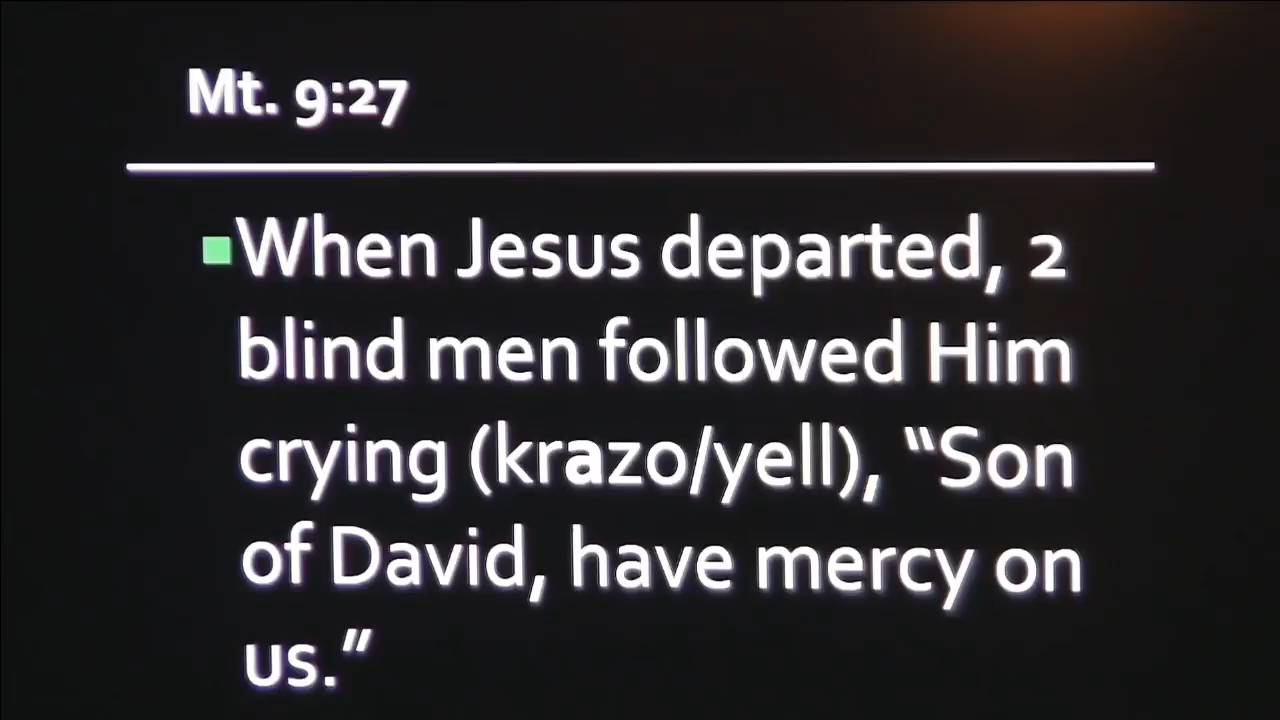 Mt. 9:27
When Jesus departed, 2
blind men followed Him
crying (krazo/yell), “Son
of David, have mercy on
us.”